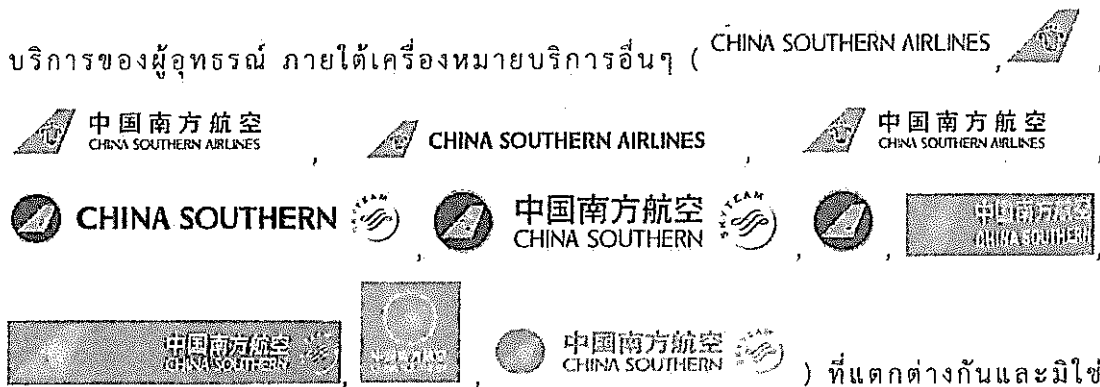 บริการของผู้อุทธรณ์ ภายใต้เครื่องหมายบริการอื่นๆ ( CHINA SOUTHERN AIRLINES , ,
中国南方航空
CHINA SOUTHERN AIRLINES , CHINA SOUTHERN AIRLINES , 中国南方航空
CHINA SOUTHERN AIRLINES ,
CHINA SOUTHERN SKYTEAM , 中国南方航空
CHINA SOUTHERN SKYTEAM , , 中国南方航空
CHINA SOUTHERN ,
中国南方航空
CHINA SOUTHERN , , 中国南方航空
CHINA SOUTHERN SKYTEAM ) ที่แตกต่างกันและมิใช่